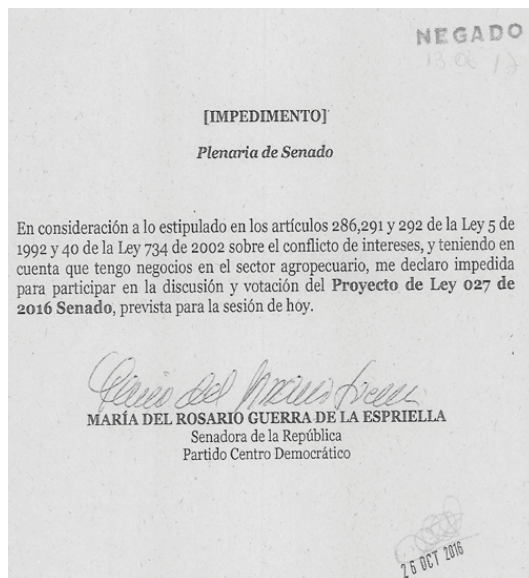 NEGADO
[IMPEDIMENTO]
Plenaria de Senado
En consideración a lo estipulado en los artículos 286,291 y 292 de la Ley 5 de
1992 y 40 de la Ley 734 de 2002 sobre el conflicto de intereses, y teniendo en
cuenta que tengo negocios en el sector agropecuario, me declaro impedida
para participar en la discusión y votación del Proyecto de Ley 027 de
2016 Senado, prevista para la sesión de hoy.
MARÍA DEL ROSARIO GUERRA DE LA ESPRIELLA
Senadora de la República
Partido Centro Democrático
26 OCT 2016